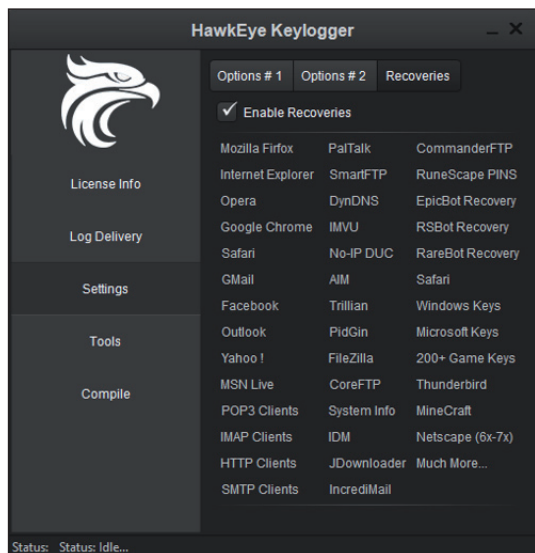 HawkEye Keylogger
Options # 1 Options # 2 Recoveries
Enable Recoveries
License Info
Log Delivery
Settings
Tools
Compile
Mozilla Firfox PalTalk CommanderFTP
Internet Explorer SmartFTP RuneScape PINS
Opera DynDNS EpicBot Recovery
Google Chrome IMVU RSBot Recovery
Safari No-IP DUC RareBot Recovery
GMail AIM Safari
Facebook Trillian Windows Keys
Outlook PidGin Microsoft Keys
Yahoo ! FileZilla 200+ Game Keys
MSN Live CoreFTP Thunderbird
POP3 Clients System Info MineCraft
IMAP Clients IDM Netscape (6x-7x)
HTTP Clients JDownloader Much More...
SMTP Clients IncrediMail
Status: Status: Idle...